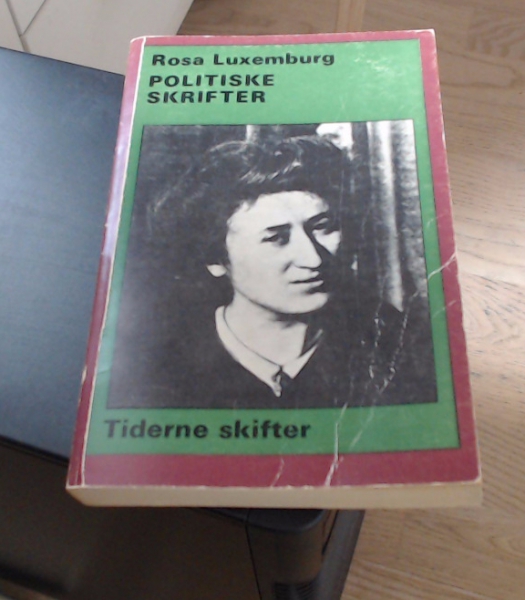 Rosa Luxemburg
POLITISKE
SKRIFTER
Tiderne skifter